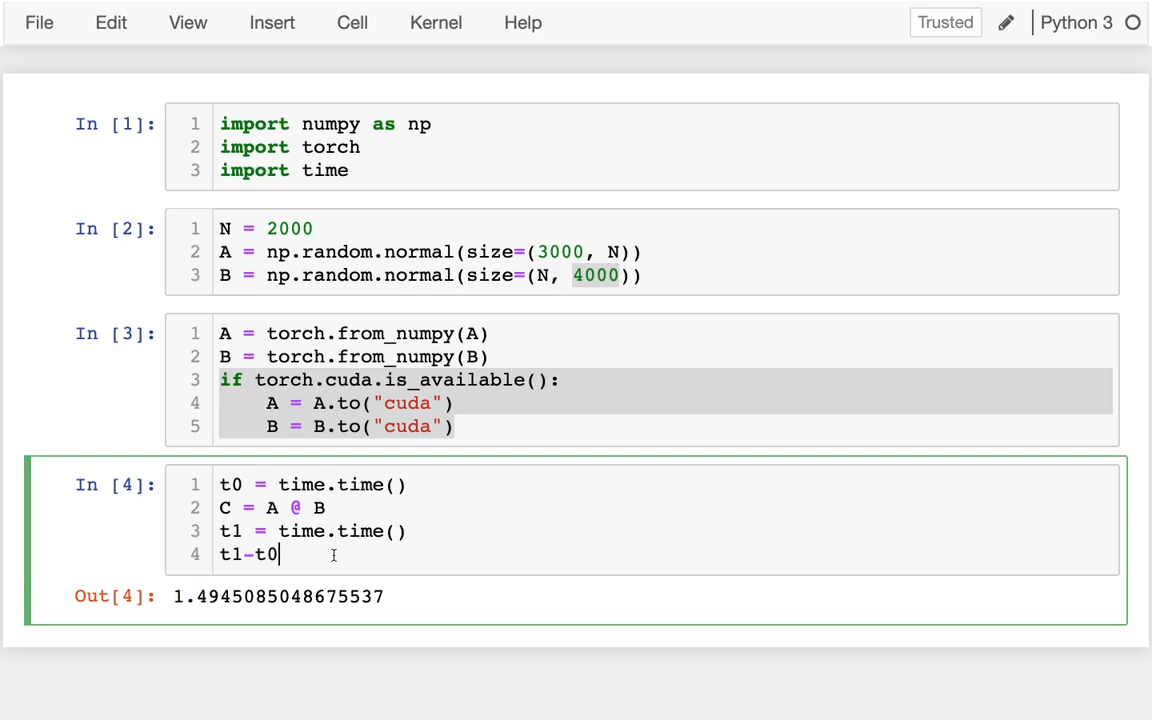 File Edit View Insert Cell Kernel Help Trusted Python 3
In [1]: 1 import numpy as np
2 import torch
3 import time
In [2]: 1 N = 2000
2 A = np.random.normal(size=(3000, N))
3 B = np.random.normal(size=(N, 4000))
In [3]: 1 A = torch.from_numpy(A)
2 B = torch.from_numpy(B)
3 if torch.cuda.is_available():
4 A = A.to("cuda")
5 B = B.to("cuda")
In [4]: 1 t0 = time.time()
2 C = A @ B
3 t1 = time.time()
4 t1-t0
Out[4]: 1.4945085048675537